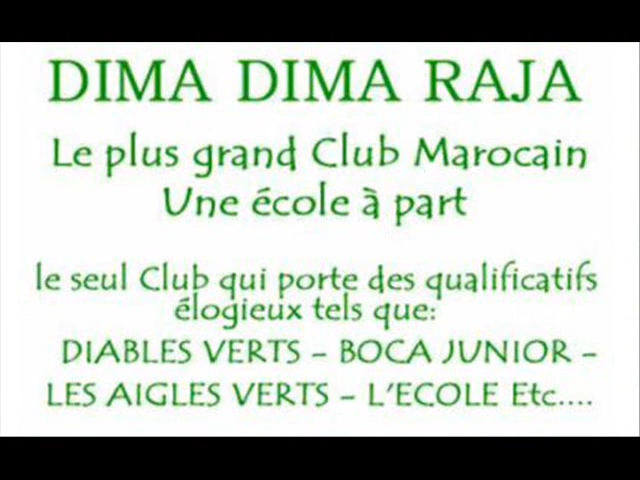 DIMA DIMA RAJA
Le plus grand Club Marocain
Une école à part
le seul Club qui porte des qualificatifs
élogieux tels que:
DIABLES VERTS - BOCA JUNIOR -
LES AIGLES VERTS - L'ECOLE Etc....